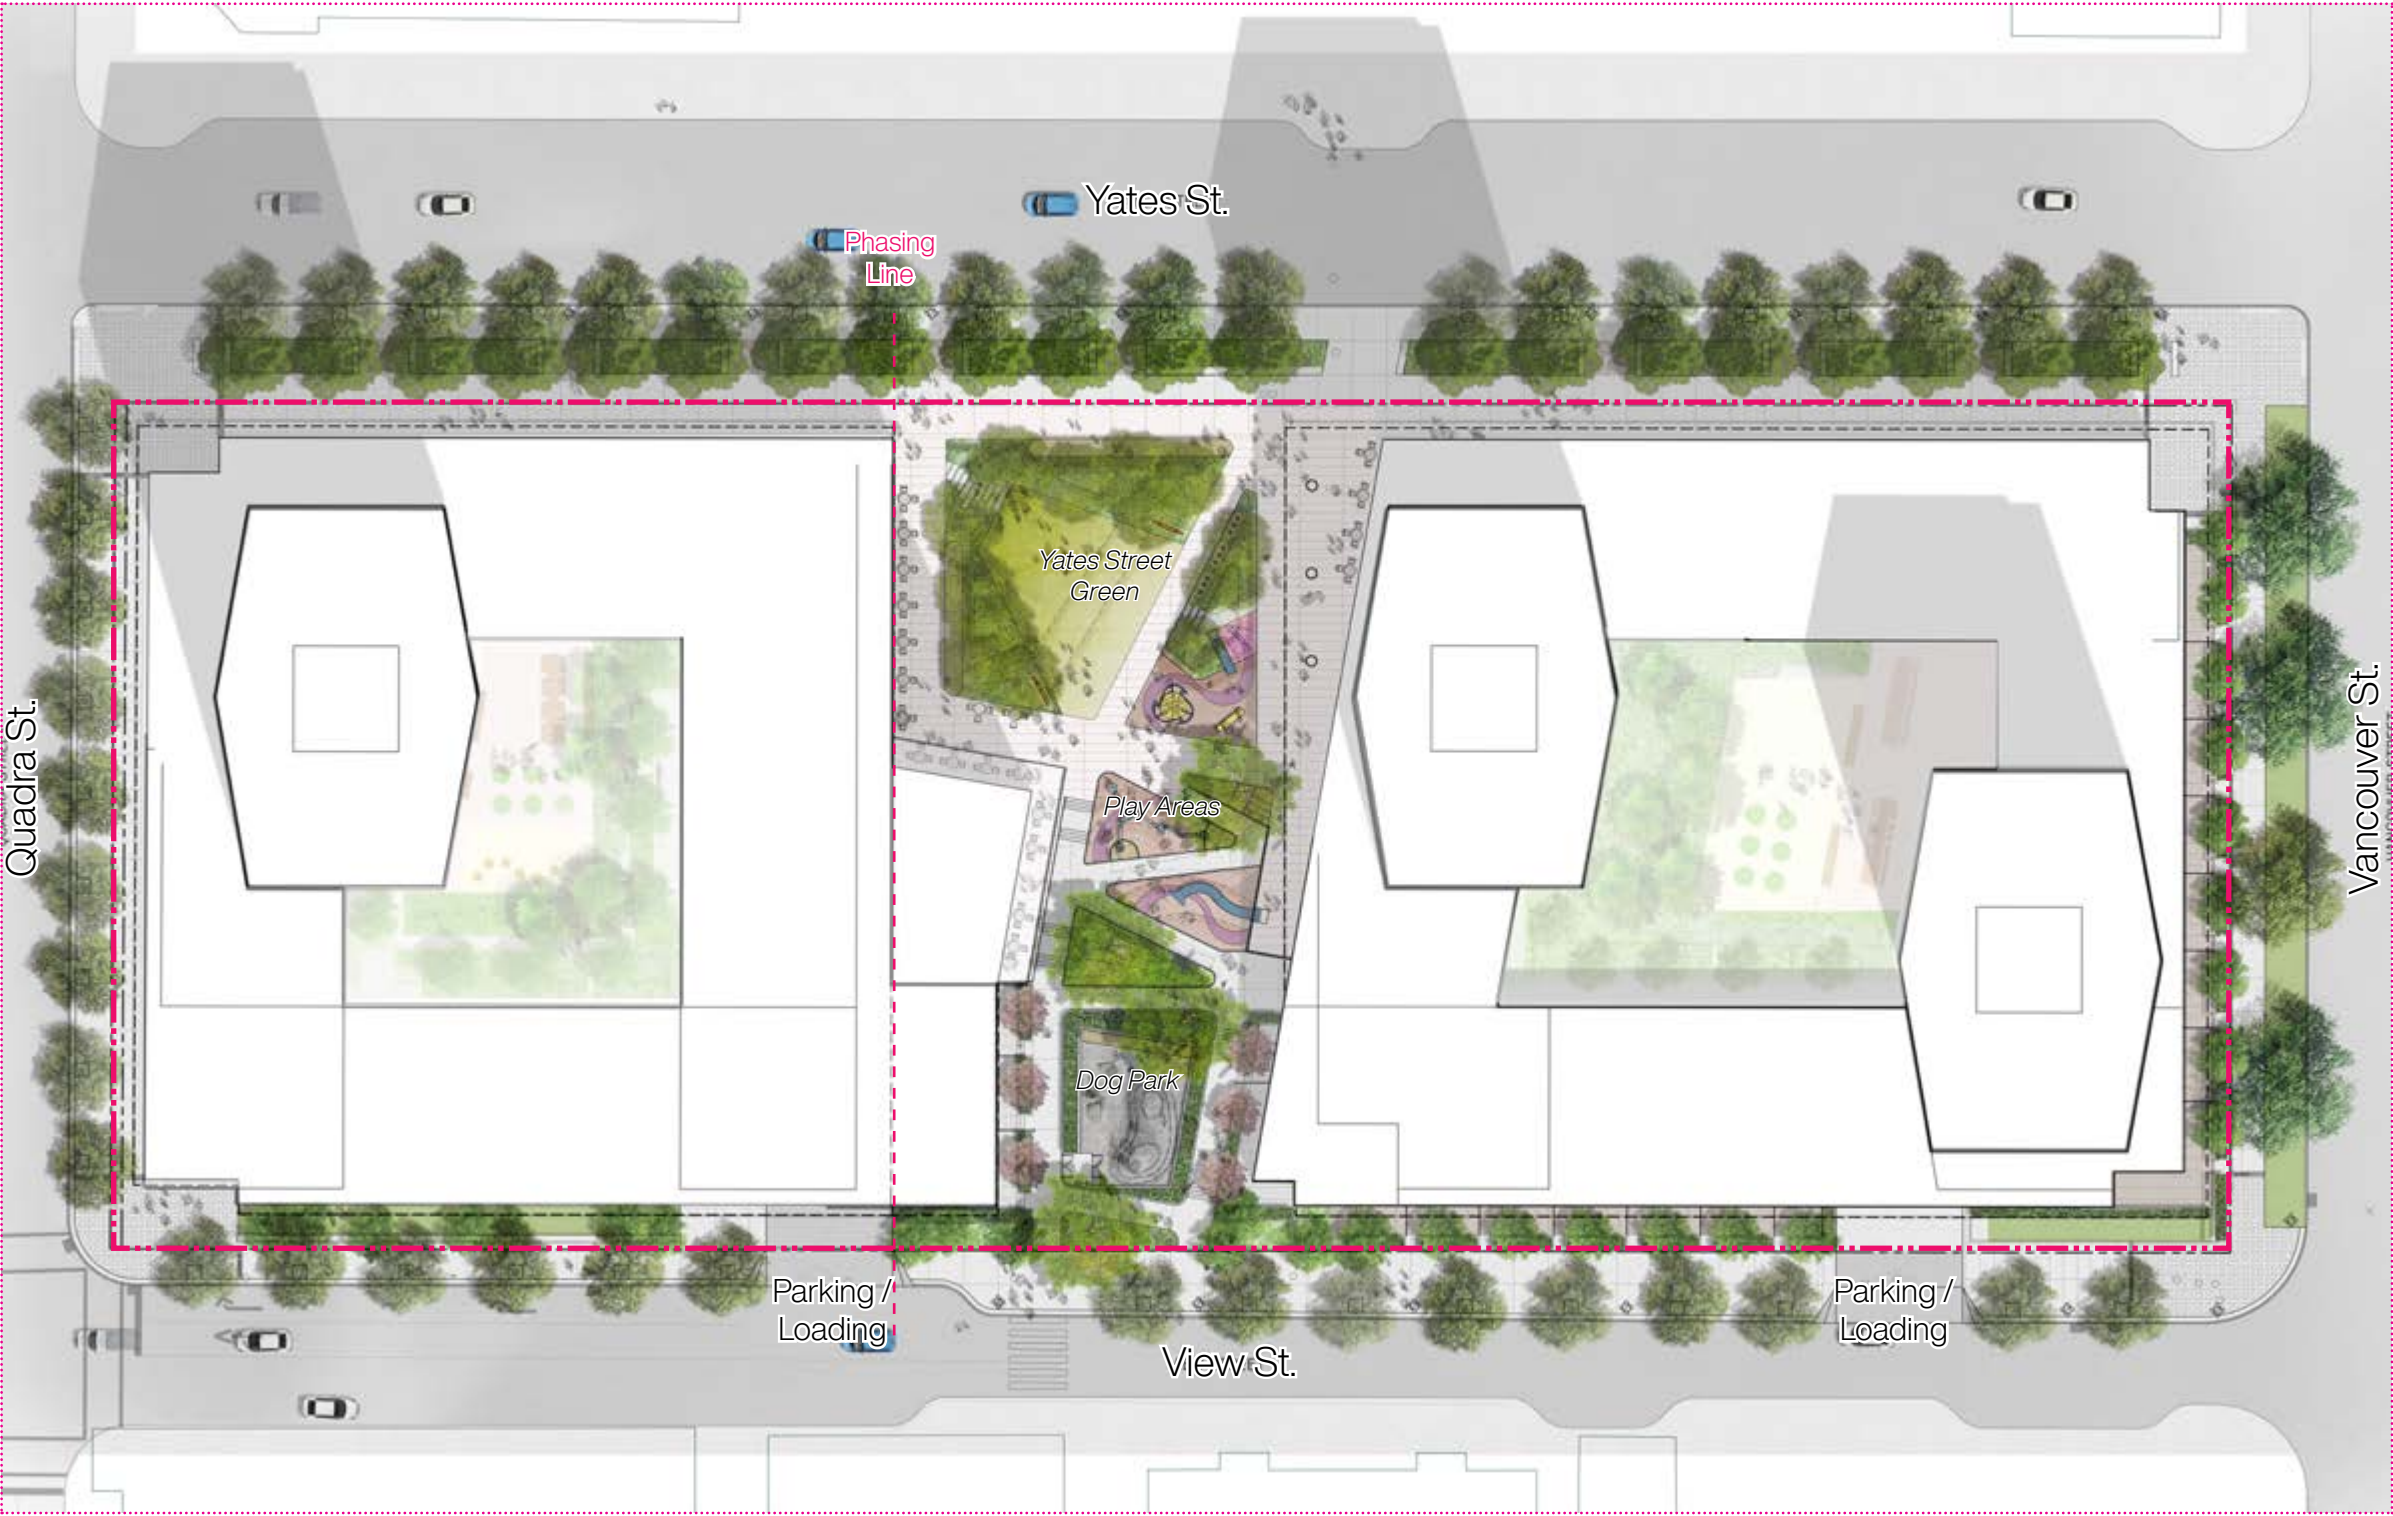 Yates St.
Phasing
Line
Yates Street
Green
Quadra St.
Vancouver St.
Play Areas
Dog Park
Parking /
Loading
Parking /
Loading
View St.